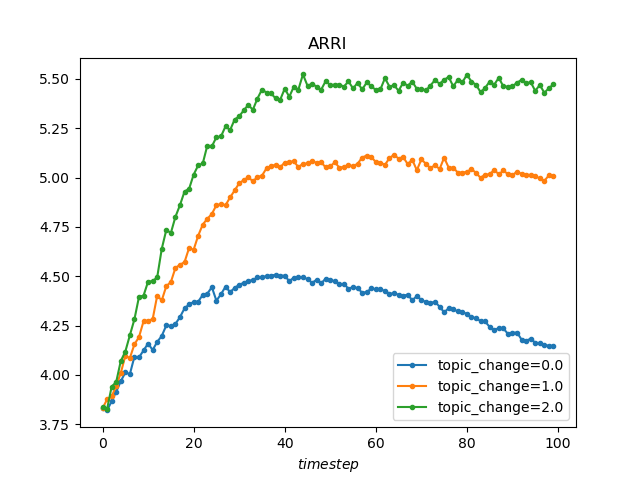 ARRI
5.50
5.25
5.00
4.75
4.50
4.25
4.00
3.75
topic_change=0.0
topic_change=1.0
topic_change=2.0
0 20 40 60 80 100
timestep